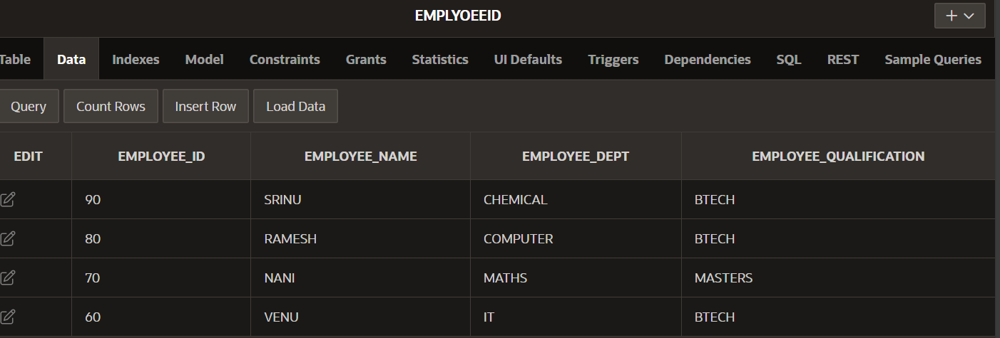 EMPLYOEEID
Table Data Indexes Model Constraints Grants Statistics UI Defaults Triggers Dependencies SQL REST Sample Queries
Query Count Rows Insert Row Load Data
EDIT EMPLOYEE_ID EMPLOYEE_NAME EMPLOYEE_DEPT EMPLOYEE_QUALIFICATION
90 SRINU CHEMICAL BTECH
80 RAMESH COMPUTER BTECH
70 NANI MATHS MASTERS
60 VENU IT BTECH